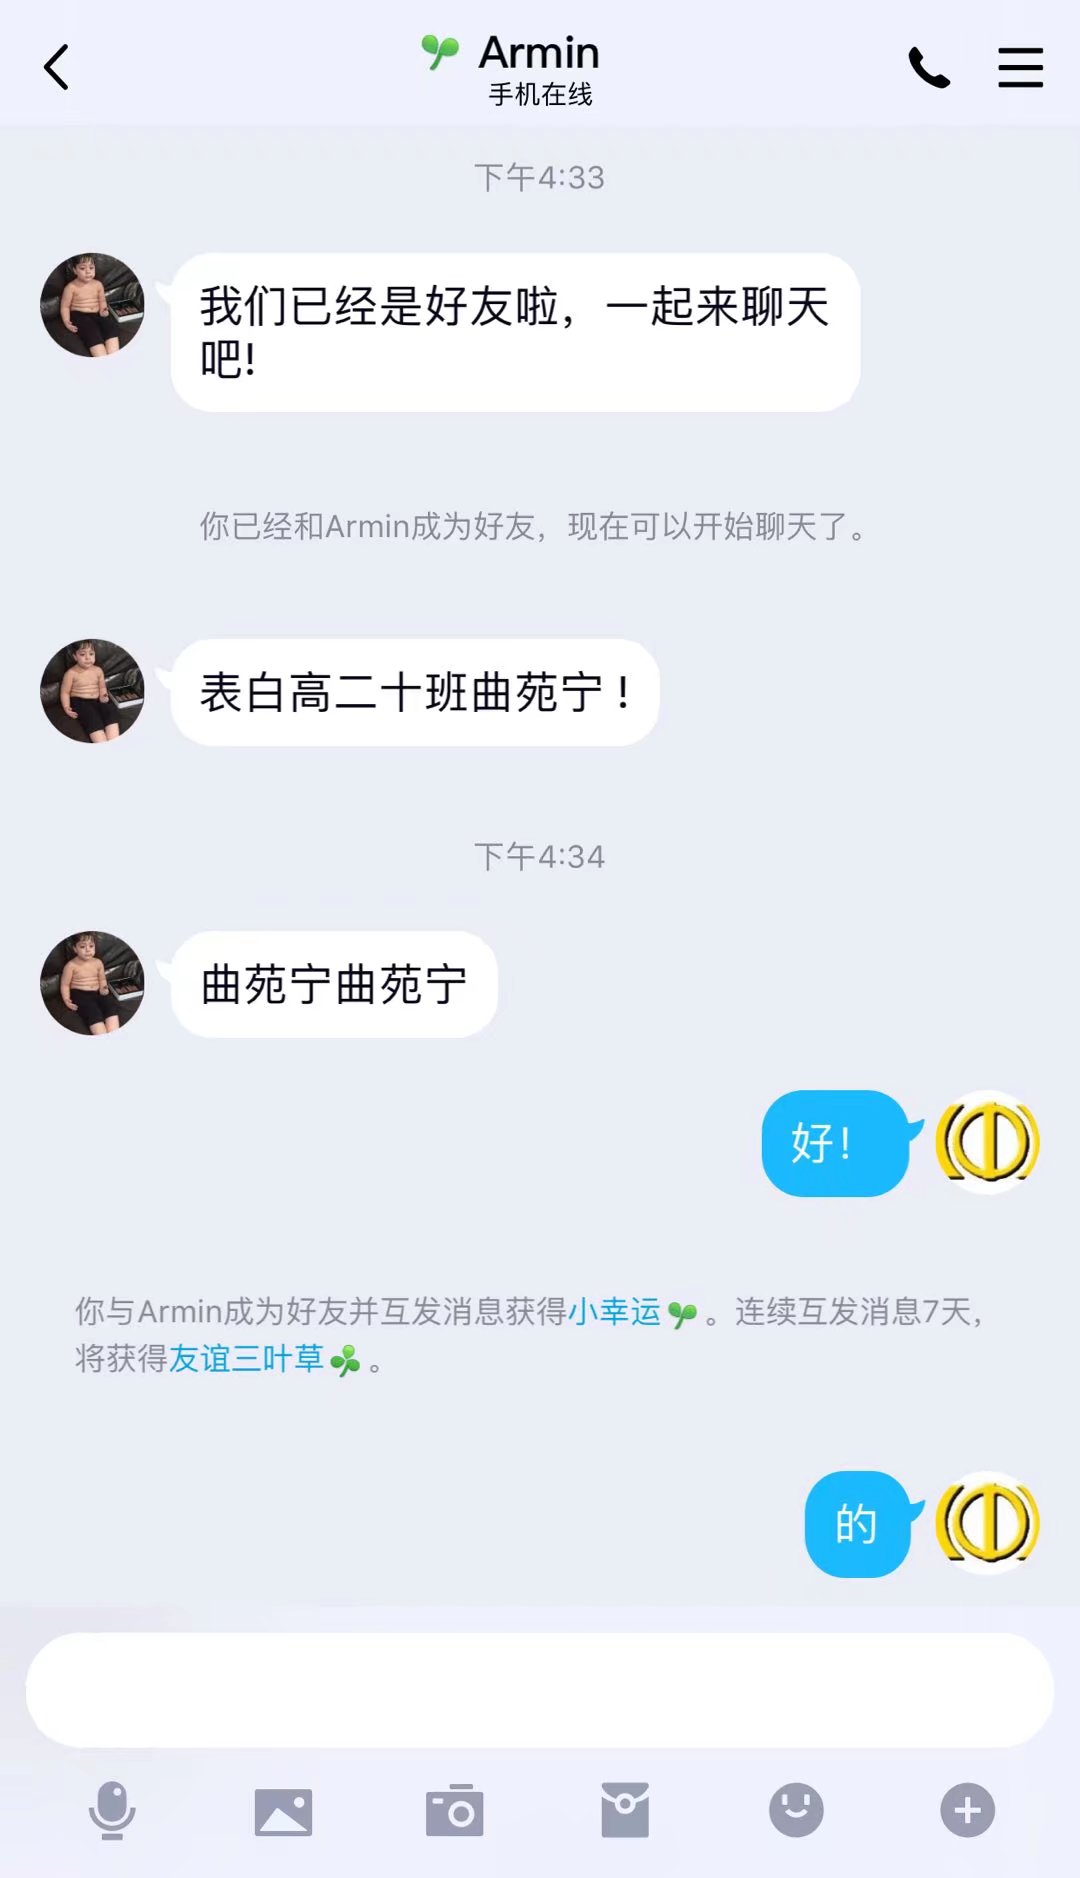 Armin
手机在线
下午4:33
我们已经是好友啦，一起来聊天
吧!
你已经和Armin成为好友，现在可以开始聊天了。
表白高二十班曲苑宁！
下午4:34
曲苑宁曲苑宁
好！
你与Armin成为好友并互发消息获得小幸运。连续互发消息7天，
将获得友谊三叶草。
的